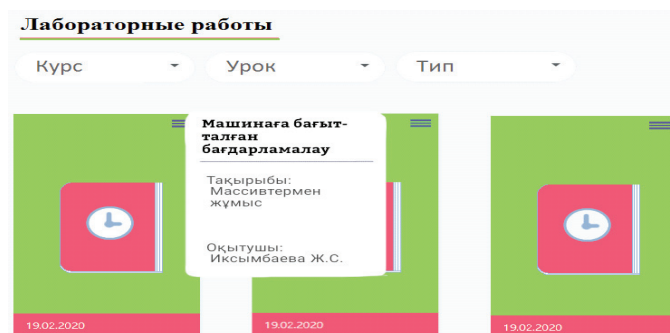 Лабораторные работы
Курс
Урок
Тип
Машинаға бағыт-
талған
бағдарламалау
Тақырыбы:
Массивтермен
жұмыс
Оқытушы:
Иксымбаева Ж.С.
19.02.2020
19.02.2020
19.02.2020